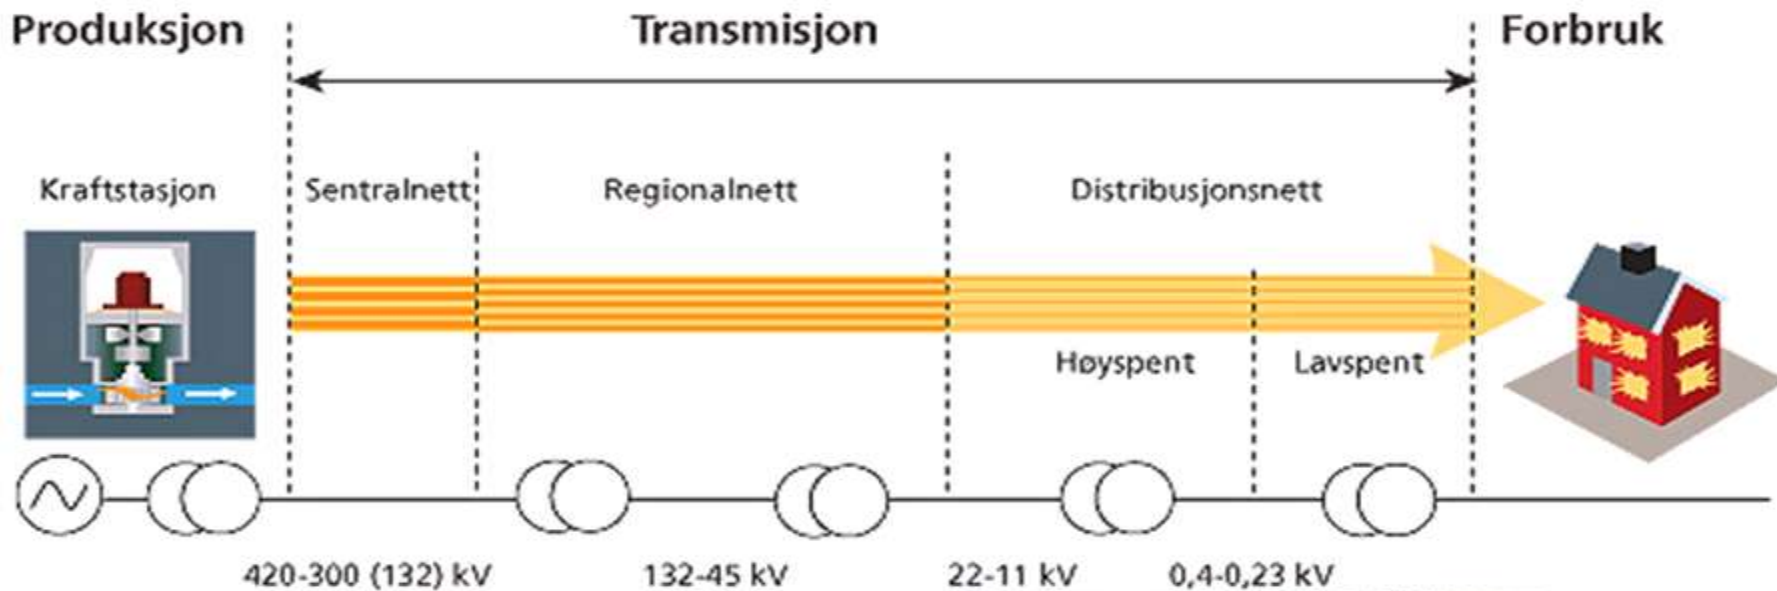 Produksjon Transmisjon Forbruk
Kraftstasjon Sentralnett Regionalnett Distribusjonsnett
Høyspent Lavspent
420-300 (132) kV 132-45 kV 22-11 kV 0,4-0,23 kV